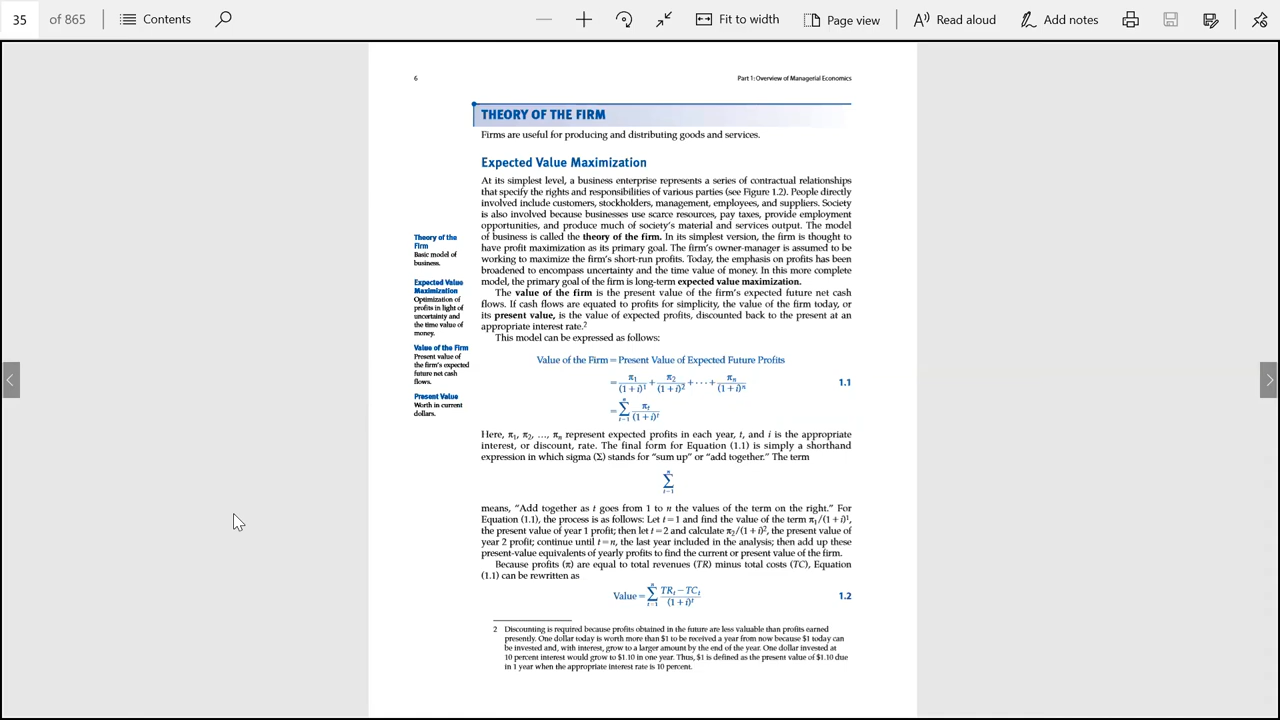 35 of 865 Contents Fit to width Page view Read aloud Add notes
6 Part 1: Overview of Managerial Economics
THEORY OF THE FIRM
Firms are useful for producing and distributing goods and services.
Expected Value Maximization
At its simplest level, a business enterprise represents a series of contractual relationships
that specify the rights and responsibilities of various parties (see Figure 1.2). People directly
involved include customers, stockholders, management, employees, and suppliers. Society
is also involved because businesses use scarce resources, pay taxes, provide employment
opportunities, and produce much of society's material and services output. The model
of business is called the theory of the firm. In its simplest version, the firm is thought to
have profit maximization as its primary goal. The firm's owner-manager is assumed to be
working to maximize the firm's short-run profits. Today, the emphasis on profits has been
broadened to encompass uncertainty and the time value of money. In this more complete
model, the primary goal of the firm is long-term expected value maximization.
The value of the firm is the present value of the firm's expected future net cash
flows. If cash flows are equated to profits for simplicity, the value of the firm today, or
its present value, is the value of expected profits, discounted back to the present at an
appropriate interest rate.2
This model can be expressed as follows:
Theory of the
Firm
Basic model of
business.
Expected Value
Maximization
Optimization of
profits in light of
uncertainty and
the time value of
money.
Value of the Firm
Present value of
the firm's expected
future net cash
flows.
Present Value
Worth in current
dollars.
Value of the Firm = Present Value of Expected Future Profits
= π1/(1 + i)1 + π2/(1 + i)2 + · · · + πn/(1 + i)n 1.1
= n∑t−1 πt/(1 + i)t
Here, π1, π2, …, πn represent expected profits in each year, t, and i is the appropriate
interest, or discount, rate. The final form for Equation (1.1) is simply a shorthand
expression in which sigma (Σ) stands for "sum up" or "add together." The term
n∑t−1
means, "Add together as t goes from 1 to n the values of the term on the right." For
Equation (1.1), the process is as follows: Let t = 1 and find the value of the term π1/(1 + i)1,
the present value of year 1 profit; then let t = 2 and calculate π2/(1 + i)2, the present value of
year 2 profit; continue until t = n, the last year included in the analysis; then add up these
present-value equivalents of yearly profits to find the current or present value of the firm.
Because profits (π) are equal to total revenues (TR) minus total costs (TC), Equation
(1.1) can be rewritten as
Value = n∑t−1 TRt − TCt/(1 + i)t 1.2
2 Discounting is required because profits obtained in the future are less valuable than profits earned
presently. One dollar today is worth more than $1 to be received a year from now because $1 today can
be invested and, with interest, grow to a larger amount by the end of the year. One dollar invested at
10 percent interest would grow to $1.10 in one year. Thus, $1 is defined as the present value of $1.10 due
in 1 year when the appropriate interest rate is 10 percent.